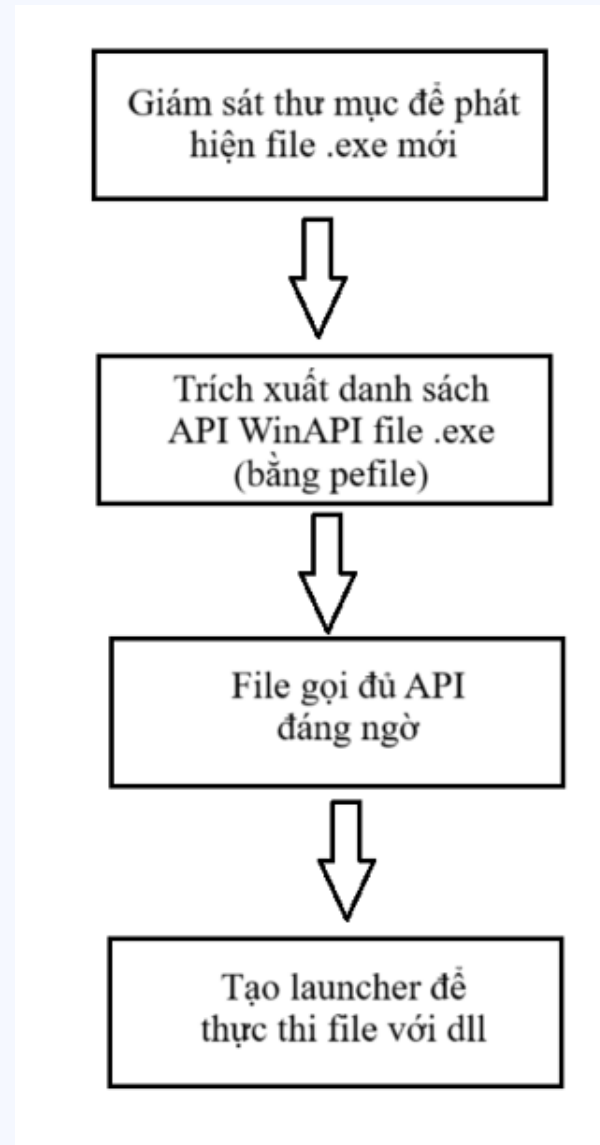 Giám sát thư mục để phát
hiện file .exe mới
Trích xuất danh sách
API WinAPI file .exe
(bằng pefile)
File gọi đủ API
đáng ngờ
Tạo launcher để
thực thi file với dll